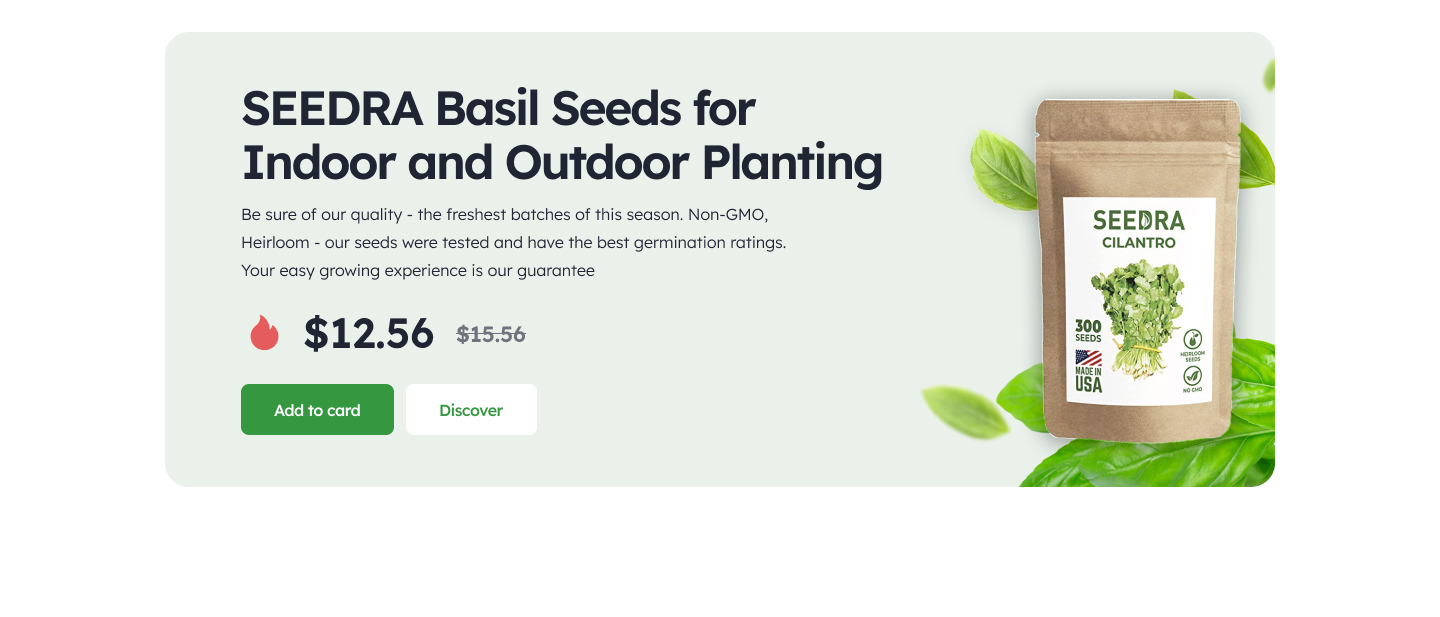 SEEDRA Basil Seeds for
Indoor and Outdoor Planting
Be sure of our quality - the freshest batches of this season. Non-GMO,
Heirloom - our seeds were tested and have the best germination ratings.
Your easy growing experience is our guarantee
$12.56 $15.56
Add to card Discover
SEEDRA
CILANTRO
300
SEEDS
MADE IN
USA
HEIRLOOM
SEEDS
NO GMO